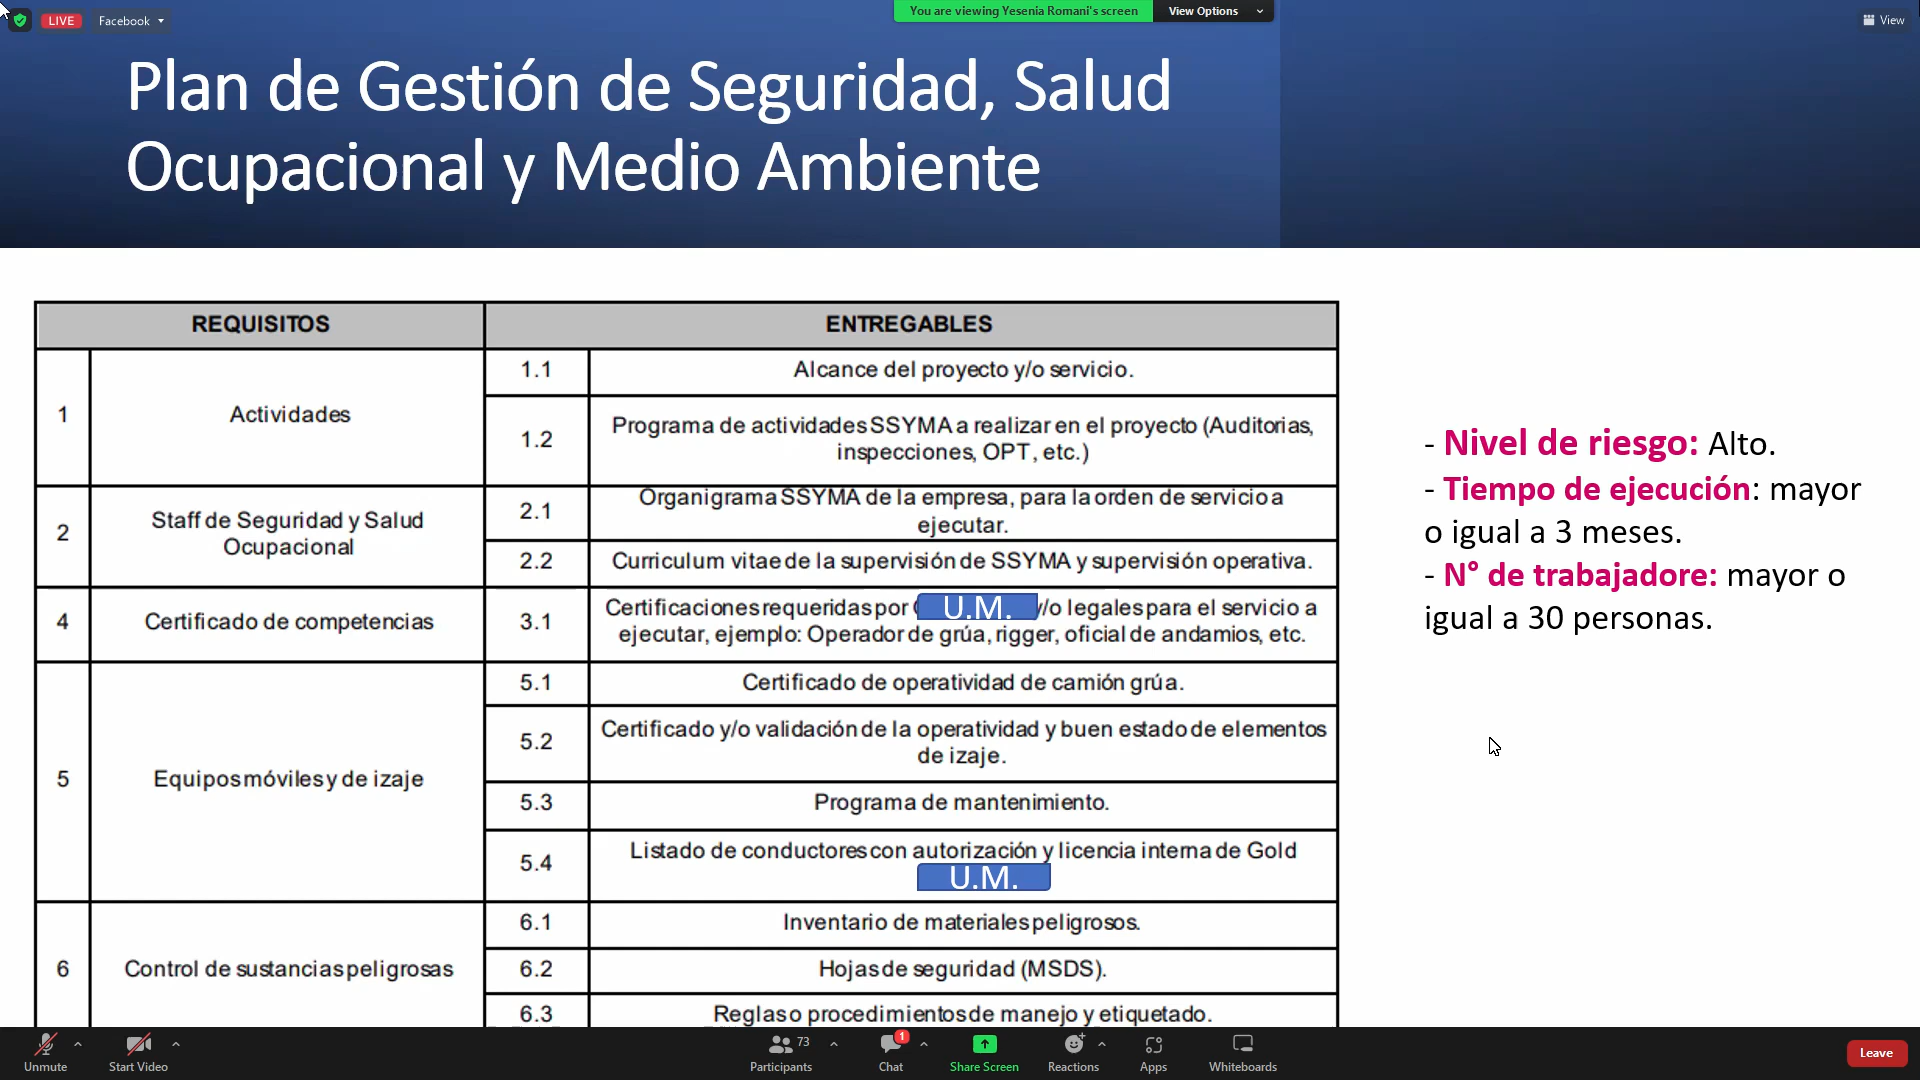 LIVE
Facebook
You are viewing Yesenia Romani's screen
View Options
View
Plan de Gestión de Seguridad, Salud
Ocupacional y Medio Ambiente
REQUISITOS
ENTREGABLES
1
Actividades
1.1
Alcance del proyecto y/o servicio.
1.2
Programa de actividades SSYMA a realizar en el proyecto (Auditorias,
inspecciones, OPT, etc.)
2
Staff de Seguridad y Salud
Ocupacional
2.1
Organigrama SSYMA de la empresa, para la orden de servicio a
ejecutar.
2.2
Curriculum vitae de la supervisión de SSYMA y supervisión operativa.
4
Certificado de competencias
3.1
Certificaciones requeridas por U.M. y/o legales para el servicio a
ejecutar, ejemplo: Operador de grúa, rigger, oficial de andamios, etc.
5
Equipos móviles y de izaje
5.1
Certificado de operatividad de camión grúa.
5.2
Certificado y/o validación de la operatividad y buen estado de elementos
de izaje.
5.3
Programa de mantenimiento.
5.4
Listado de conductores con autorización y licencia interna de Gold
U.M.
6
Control de sustancias peligrosas
6.1
Inventario de materiales peligrosos.
6.2
Hojas de seguridad (MSDS).
6.3
Reglas o procedimientos de manejo y etiquetado.
- Nivel de riesgo: Alto.
- Tiempo de ejecución: mayor
o igual a 3 meses.
- N° de trabajadore: mayor o
igual a 30 personas.
Unmute
Start Video
73
Participants
1
Chat
Share Screen
Reactions
Apps
Whiteboards
Leave